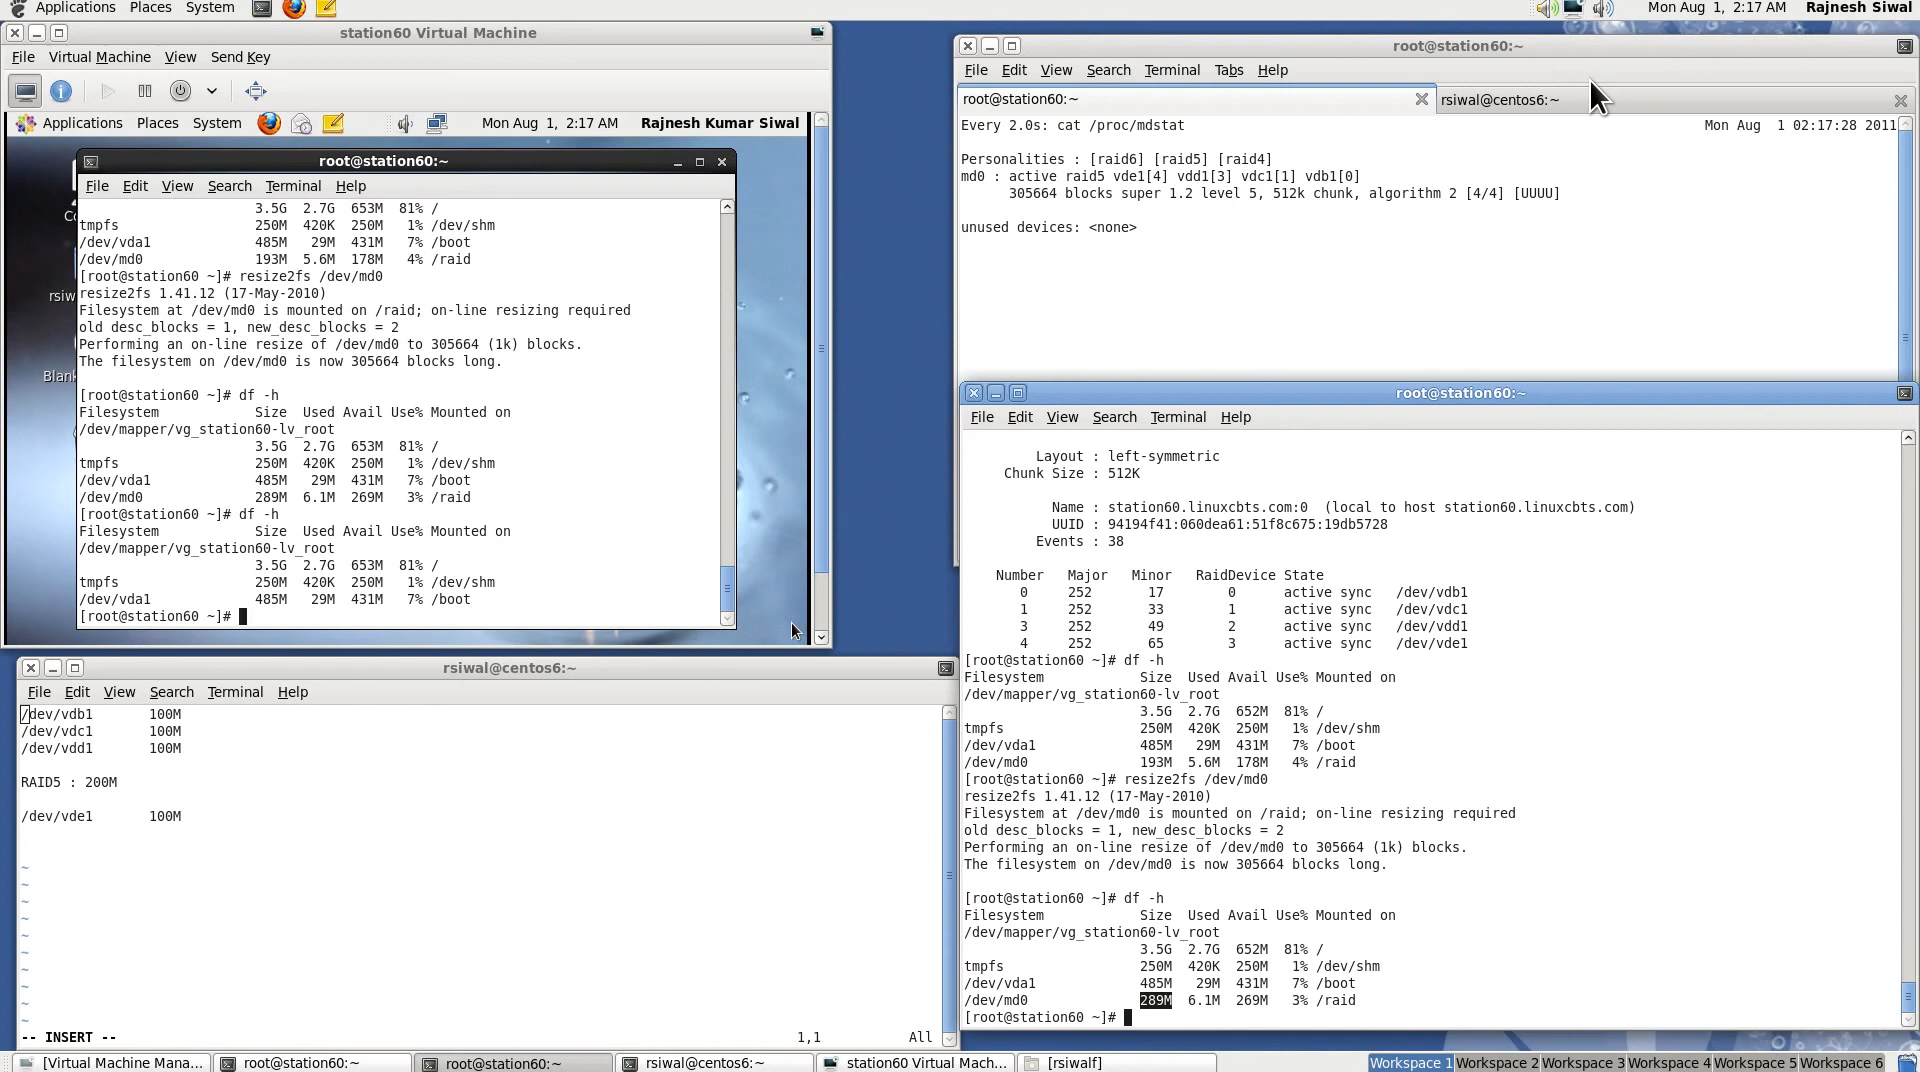 Applications Places System
Mon Aug 1, 2:17 AM Rajnesh Siwal
station60 Virtual Machine
File Virtual Machine View Send Key
Applications Places System
Mon Aug 1, 2:17 AM Rajnesh Kumar Siwal
rsiw
Blank
root@station60:~
File Edit View Search Terminal Help
3.5G 2.7G 653M 81% /
tmpfs 250M 420K 250M 1% /dev/shm
/dev/vda1 485M 29M 431M 7% /boot
/dev/md0 193M 5.6M 178M 4% /raid
[root@station60 ~]# resize2fs /dev/md0
resize2fs 1.41.12 (17-May-2010)
Filesystem at /dev/md0 is mounted on /raid; on-line resizing required
old desc_blocks = 1, new_desc_blocks = 2
Performing an on-line resize of /dev/md0 to 305664 (1k) blocks.
The filesystem on /dev/md0 is now 305664 blocks long.
[root@station60 ~]# df -h
Filesystem Size Used Avail Use% Mounted on
/dev/mapper/vg_station60-lv_root
3.5G 2.7G 653M 81% /
tmpfs 250M 420K 250M 1% /dev/shm
/dev/vda1 485M 29M 431M 7% /boot
/dev/md0 289M 6.1M 269M 3% /raid
[root@station60 ~]# df -h
Filesystem Size Used Avail Use% Mounted on
/dev/mapper/vg_station60-lv_root
3.5G 2.7G 653M 81% /
tmpfs 250M 420K 250M 1% /dev/shm
/dev/vda1 485M 29M 431M 7% /boot
[root@station60 ~]#
root@station60:~
File Edit View Search Terminal Tabs Help
root@station60:~ rsiwal@centos6:~
Every 2.0s: cat /proc/mdstat Mon Aug 1 02:17:28 2011
Personalities : [raid6] [raid5] [raid4]
md0 : active raid5 vde1[4] vdd1[3] vdc1[1] vdb1[0]
305664 blocks super 1.2 level 5, 512k chunk, algorithm 2 [4/4] [UUUU]
unused devices: <none>
root@station60:~
File Edit View Search Terminal Help
Layout : left-symmetric
Chunk Size : 512K
Name : station60.linuxcbts.com:0 (local to host station60.linuxcbts.com)
UUID : 94194f41:060dea61:51f8c675:19db5728
Events : 38
Number Major Minor RaidDevice State
0 252 17 0 active sync /dev/vdb1
1 252 33 1 active sync /dev/vdc1
3 252 49 2 active sync /dev/vdd1
4 252 65 3 active sync /dev/vde1
[root@station60 ~]# df -h
Filesystem Size Used Avail Use% Mounted on
/dev/mapper/vg_station60-lv_root
3.5G 2.7G 652M 81% /
tmpfs 250M 420K 250M 1% /dev/shm
/dev/vda1 485M 29M 431M 7% /boot
/dev/md0 193M 5.6M 178M 4% /raid
[root@station60 ~]# resize2fs /dev/md0
resize2fs 1.41.12 (17-May-2010)
Filesystem at /dev/md0 is mounted on /raid; on-line resizing required
old desc_blocks = 1, new_desc_blocks = 2
Performing an on-line resize of /dev/md0 to 305664 (1k) blocks.
The filesystem on /dev/md0 is now 305664 blocks long.
[root@station60 ~]# df -h
Filesystem Size Used Avail Use% Mounted on
/dev/mapper/vg_station60-lv_root
3.5G 2.7G 652M 81% /
tmpfs 250M 420K 250M 1% /dev/shm
/dev/vda1 485M 29M 431M 7% /boot
/dev/md0 289M 6.1M 269M 3% /raid
[root@station60 ~]#
rsiwal@centos6:~
File Edit View Search Terminal Help
/dev/vdb1 100M
/dev/vdc1 100M
/dev/vdd1 100M
RAID5 : 200M
/dev/vde1 100M
~
~
~
~
~
~
~
~
~
~
-- INSERT -- 1,1 All
[Virtual Machine Mana... root@station60:~ root@station60:~ rsiwal@centos6:~ station60 Virtual Mach... [rsiwalf]
Workspace 1 Workspace 2 Workspace 3 Workspace 4 Workspace 5 Workspace 6